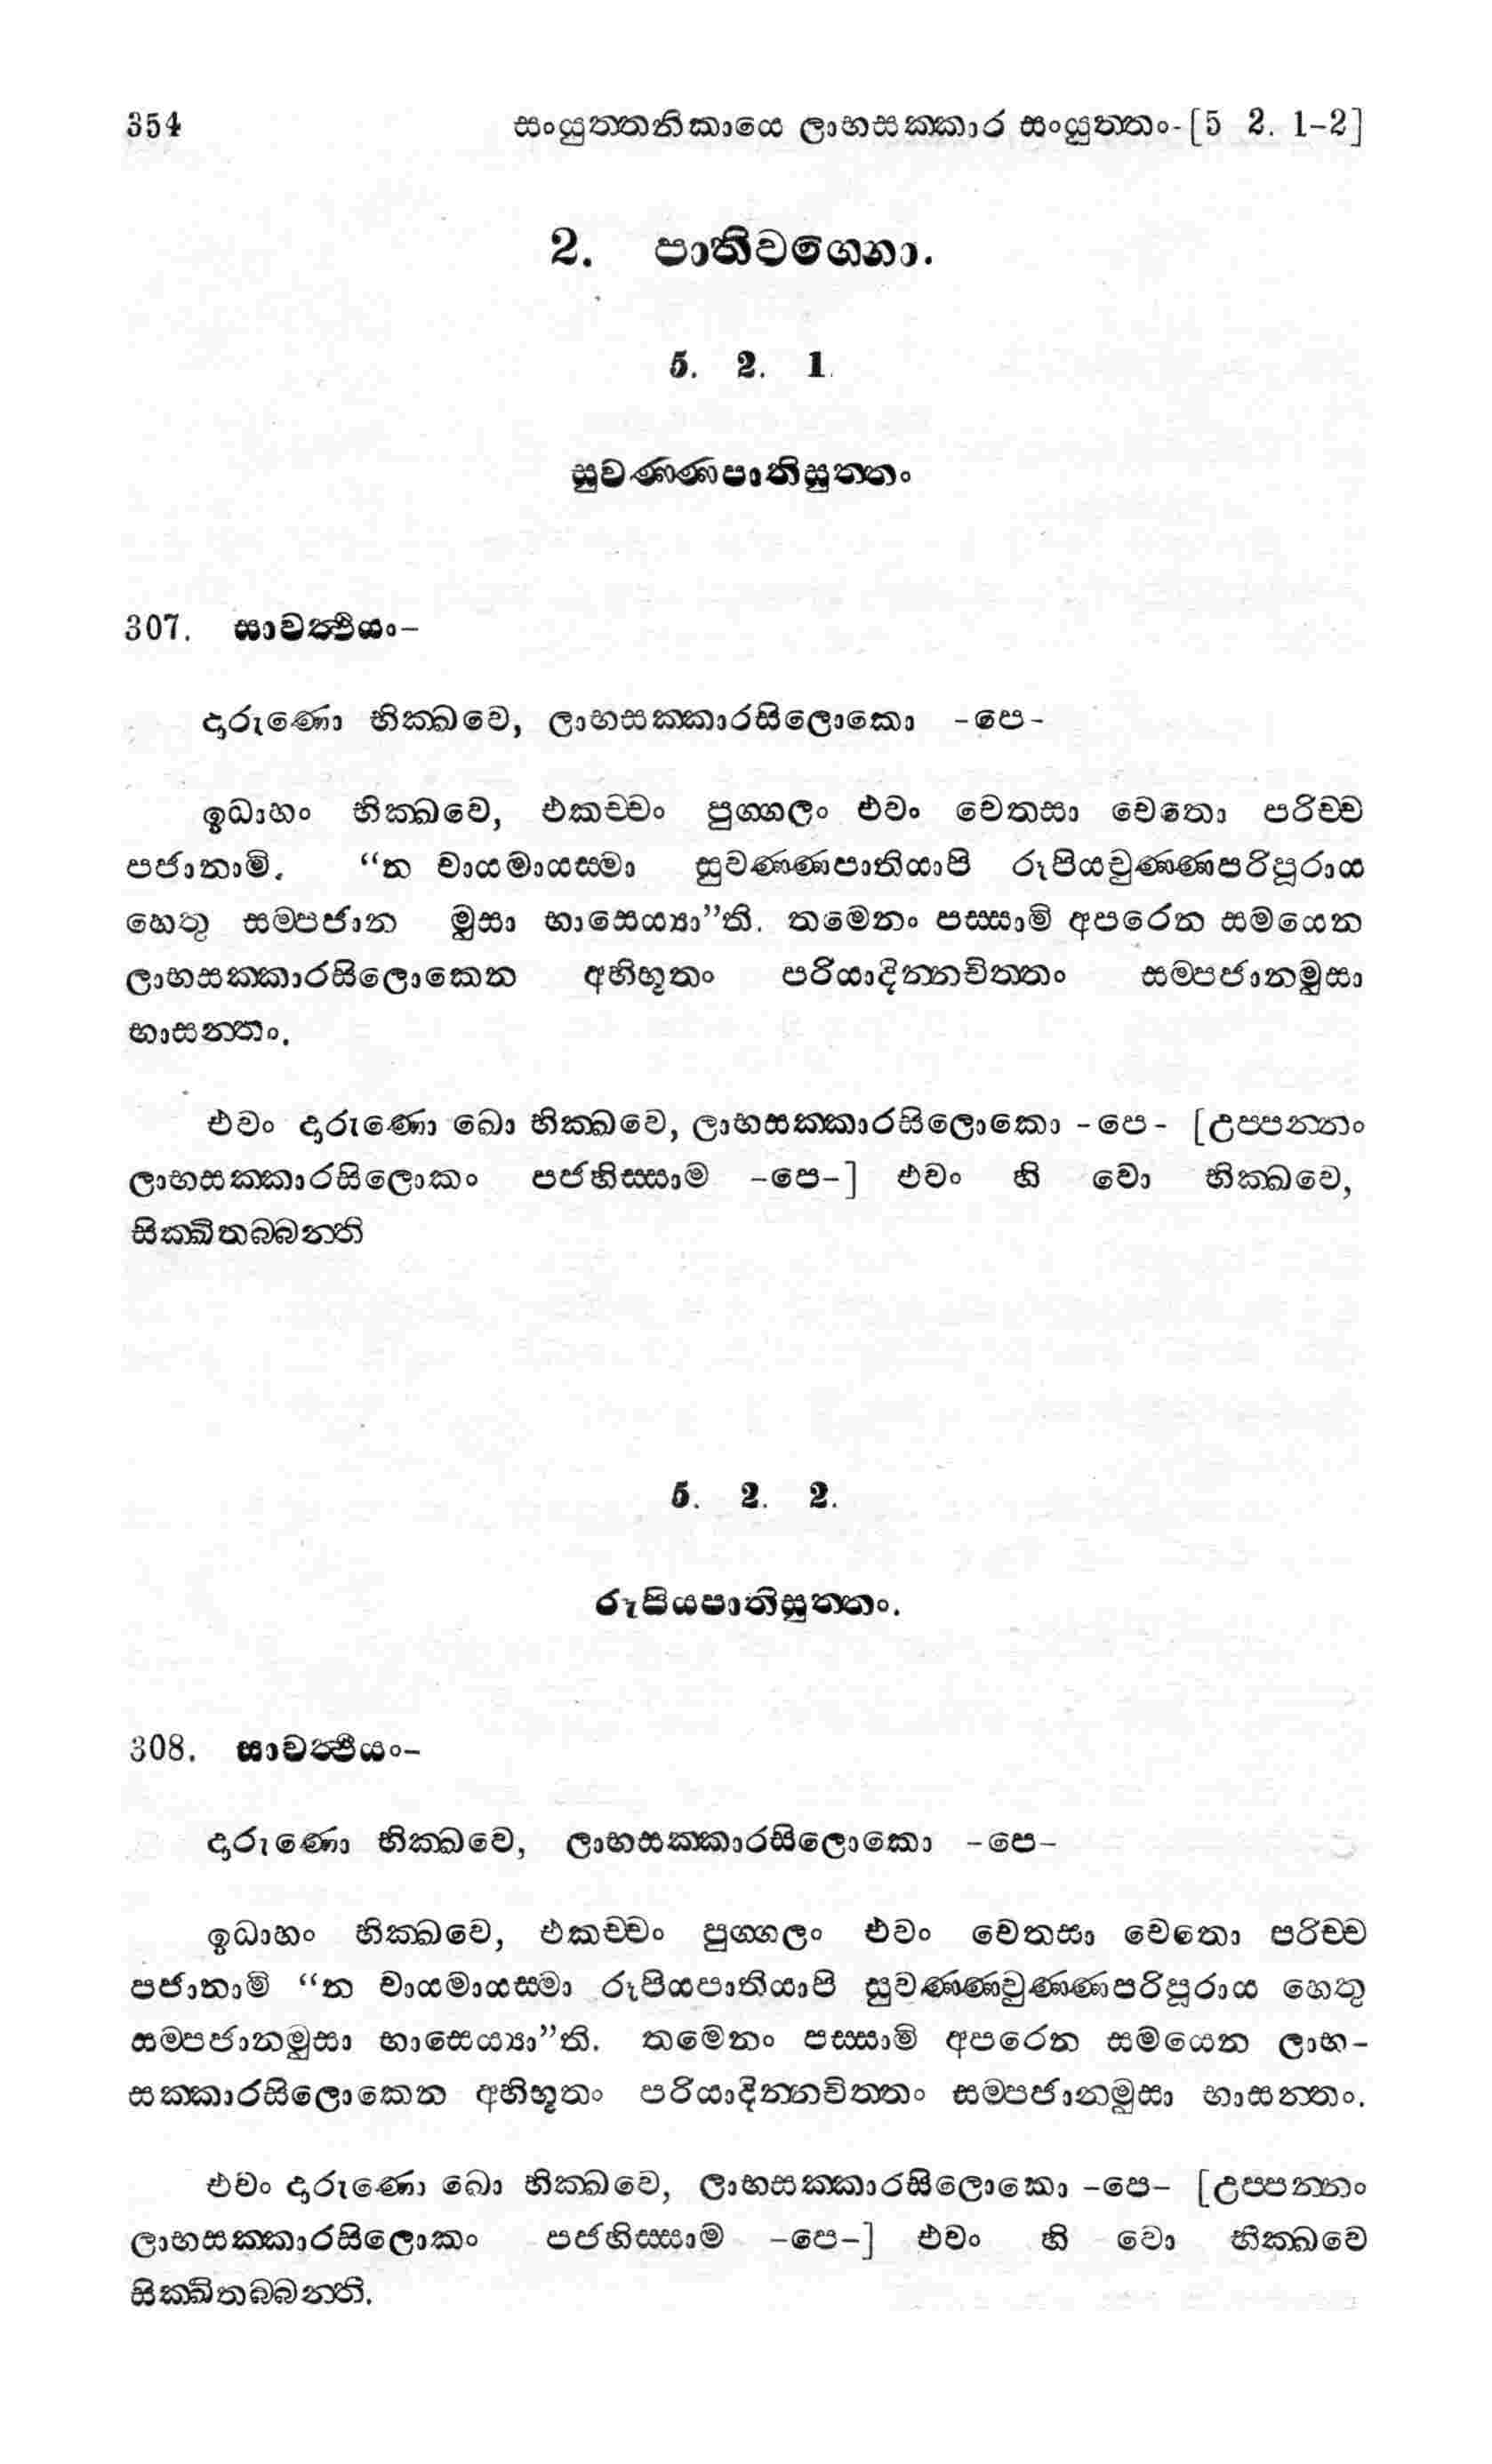 354 සංයුත්තනිකායෙ ලාභසක්කාර සංයුත්තං-[5 2. 1-2]
2. පාතිවග්ගො.
5. 2. 1.
සුවණ්ණපාතිසුත්තං
307. සාවත්ථියං-
දාරුණො භික්ඛවෙ, ලාභසක්කාරසිලොකො -පෙ-
ඉධාහං භික්ඛවෙ, එකච්චං පුග්ගලං එවං චෙතසා චෙතො පරිච්ච
පජානාමි. “න චායමායස්මා සුවණ්ණපාතියාපි රූපියචුණ්ණපරිපූරාය
හෙතු සම්පජාන මුසා භාසෙය්‍යා”ති. තමෙනං පස්සාමි අපරෙන සමයෙන
ලාභසක්කාරසිලොකෙන අභිභූතං පරියාදින්නචිත්තං සම්පජානමුසා
භාසන්තං.
එවං දාරුණො ඛො භික්ඛවෙ, ලාභසක්කාරසිලොකො -පෙ- [උප්පන්නං
ලාභසක්කාරසිලොකං පජහිස්සාම -පෙ-] එවං හි වො භික්ඛවෙ,
සික්ඛිතබ්බන්ති
5. 2. 2.
රූපියපාතිසුත්තං.
308. සාවත්ථියං-
දාරුණො භික්ඛවෙ, ලාභසක්කාරසිලොකො -පෙ-
ඉධාහං භික්ඛවෙ, එකච්චං පුග්ගලං එවං චෙතසා චෙතො පරිච්ච
පජානාමි “න චායමායස්මා රූපියපාතියාපි සුවණ්ණචුණ්ණපරිපූරාය හෙතු
සම්පජානමුසා භාසෙය්‍යා”ති. තමෙනං පස්සාමි අපරෙන සමයෙන ලාභ-
සක්කාරසිලොකෙන අභිභූතං පරියාදින්නචිත්තං සම්පජානමුසා භාසන්තං.
එවං දාරුණො ඛො භික්ඛවෙ, ලාභසක්කාරසිලොකො -පෙ- [උප්පන්නං
ලාභසක්කාරසිලොකං පජහිස්සාම -පෙ-] එවං හි වො භික්ඛවෙ
සික්ඛිතබ්බන්ති.